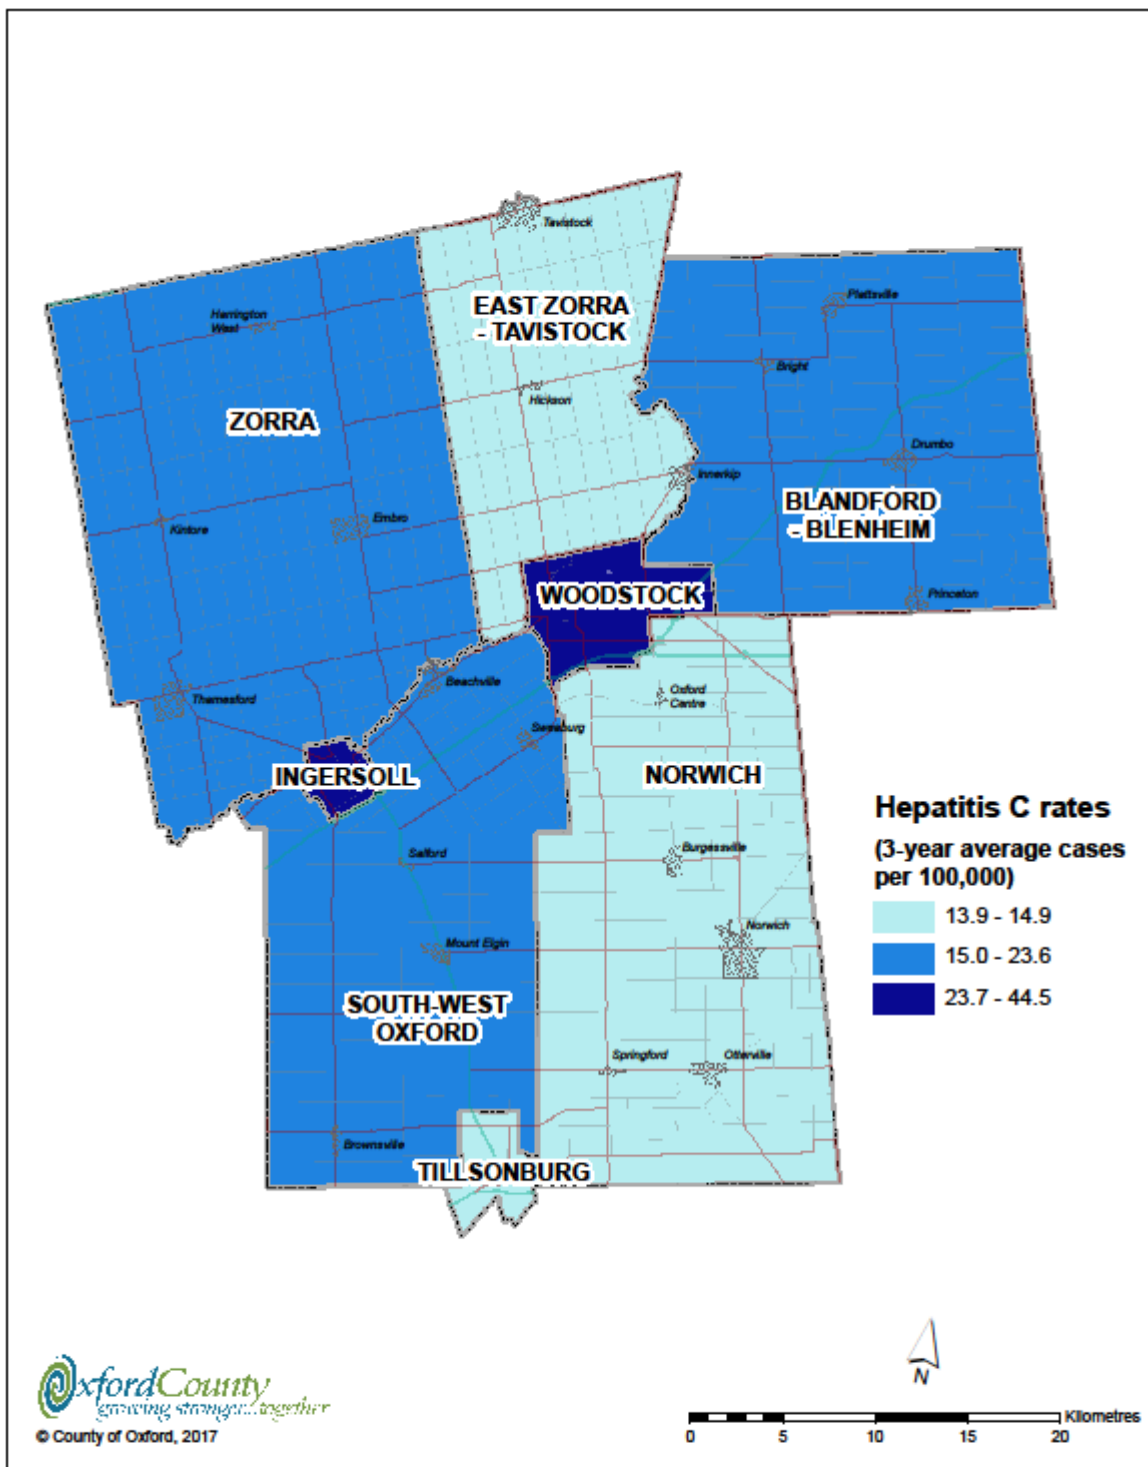 Tavistock
EAST ZORRA
- TAVISTOCK
Plattsville
Harrington
West
Bright
Hickson
ZORRA
Drumbo
Innerkip
BLANDFORD
- BLENHEIM
Kintore
Embro
WOODSTOCK
Princeton
Beachville
Thamesford
Oxford
Centre
Sweaburg
INGERSOLL
NORWICH
Hepatitis C rates
(3-year average cases
per 100,000)
13.9 - 14.9
15.0 - 23.6
23.7 - 44.5
Salford
Burgessville
Norwich
Mount Elgin
SOUTH-WEST
OXFORD
Springford
Otterville
Brownsville
TILLSONBURG
N
OxfordCounty
growing stronger...together
© County of Oxford, 2017
Kilometres
0 5 10 15 20